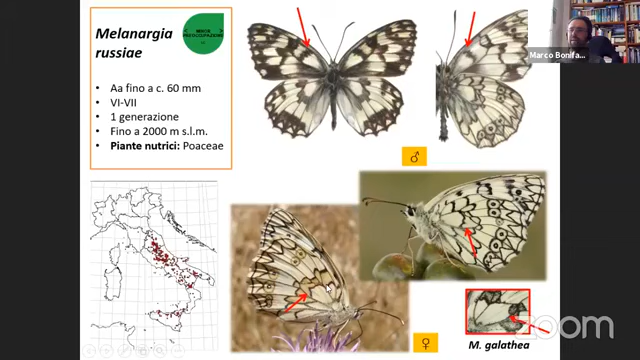 Melanargia
russiae
MINOR
PREOCCUPAZIONE
• Aa fino a c. 60 mm
• VI-VII
• 1 generazione
• Fino a 2000 m s.l.m.
• Piante nutrici: Poaceae
♂
♀
M. galathea
Marco Bonifa...
zoom